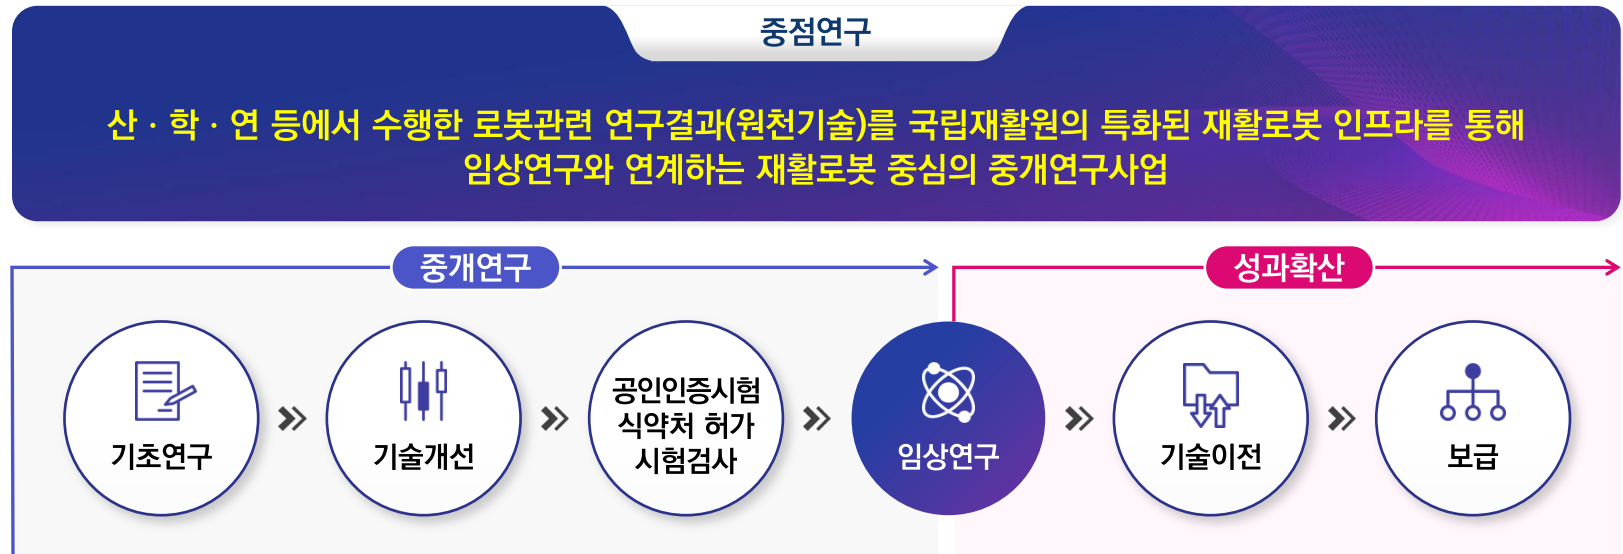 중점연구
산 · 학 · 연 등에서 수행한 로봇관련 연구결과(원천기술)를 국립재활원의 특화된 재활로봇 인프라를 통해
임상연구와 연계하는 재활로봇 중심의 중개연구사업
중개연구
성과확산
기초연구
기술개선
공인인증시험
식약처 허가
시험검사
임상연구
기술이전
보급